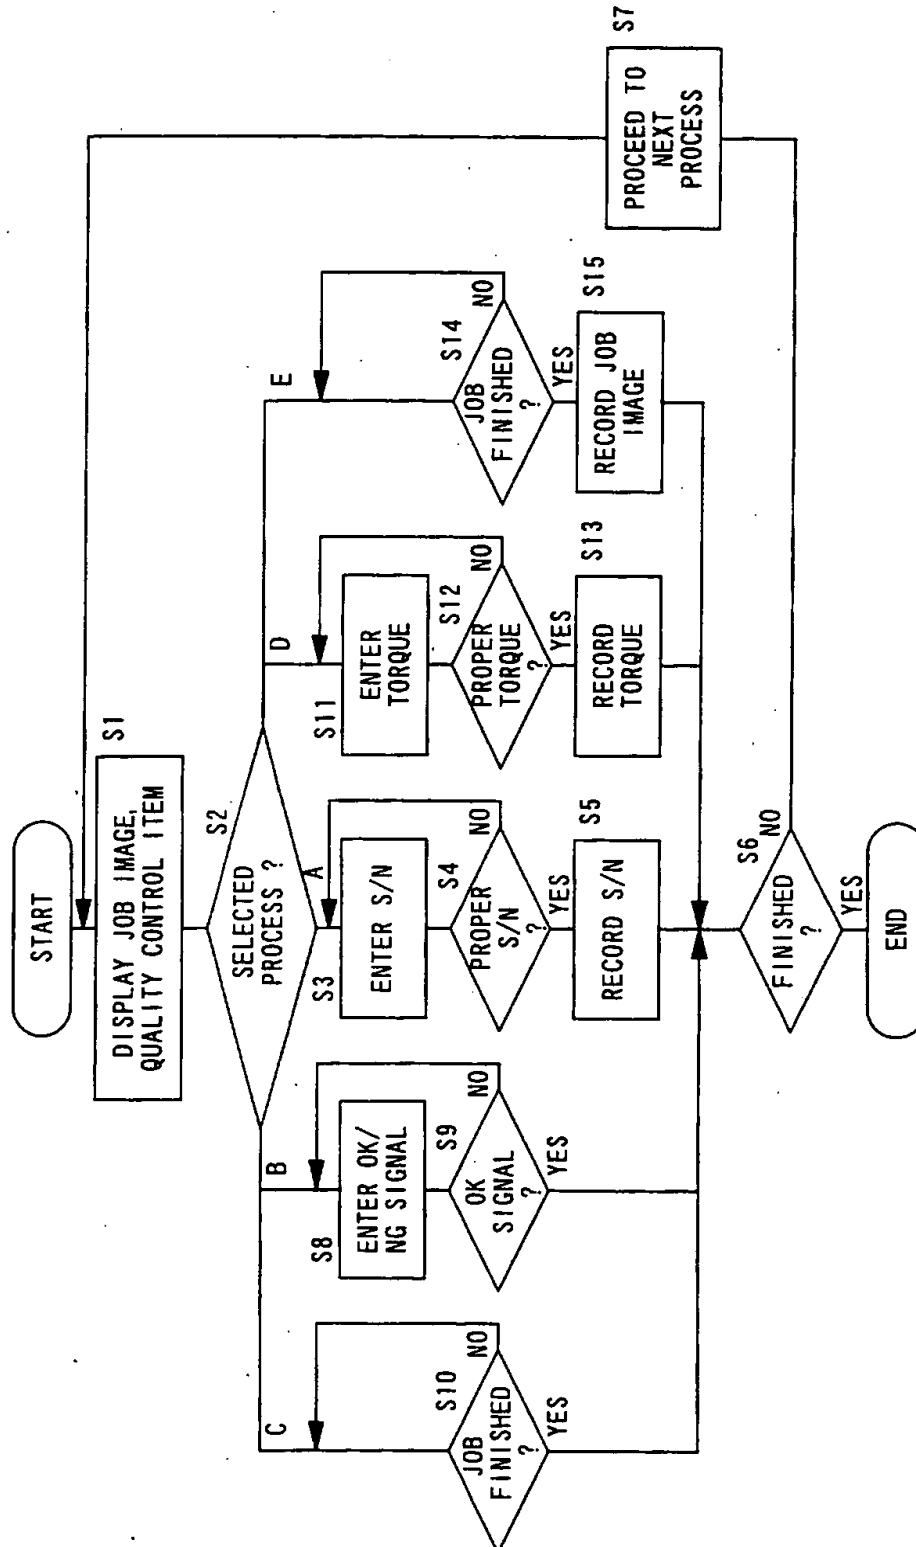 START
S1
DISPLAY JOB IMAGE,
QUALITY CONTROL ITEM
S2
SELECTED
PROCESS ?
C
B
A
D
E
S8
ENTER OK/
NG SIGNAL
S3
ENTER S/N
S11
ENTER
TORQUE
S10
JOB
FINISHED
?
NO
YES
S9
OK
SIGNAL
?
NO
YES
S4
PROPER
S/N
?
NO
YES
S12
PROPER
TORQUE
?
NO
YES
S14
JOB
FINISHED
?
NO
YES
S5
RECORD S/N
S13
RECORD
TORQUE
S15
RECORD JOB
IMAGE
S7
PROCEED TO
NEXT
PROCESS
S6
FINISHED
?
NO
YES
END